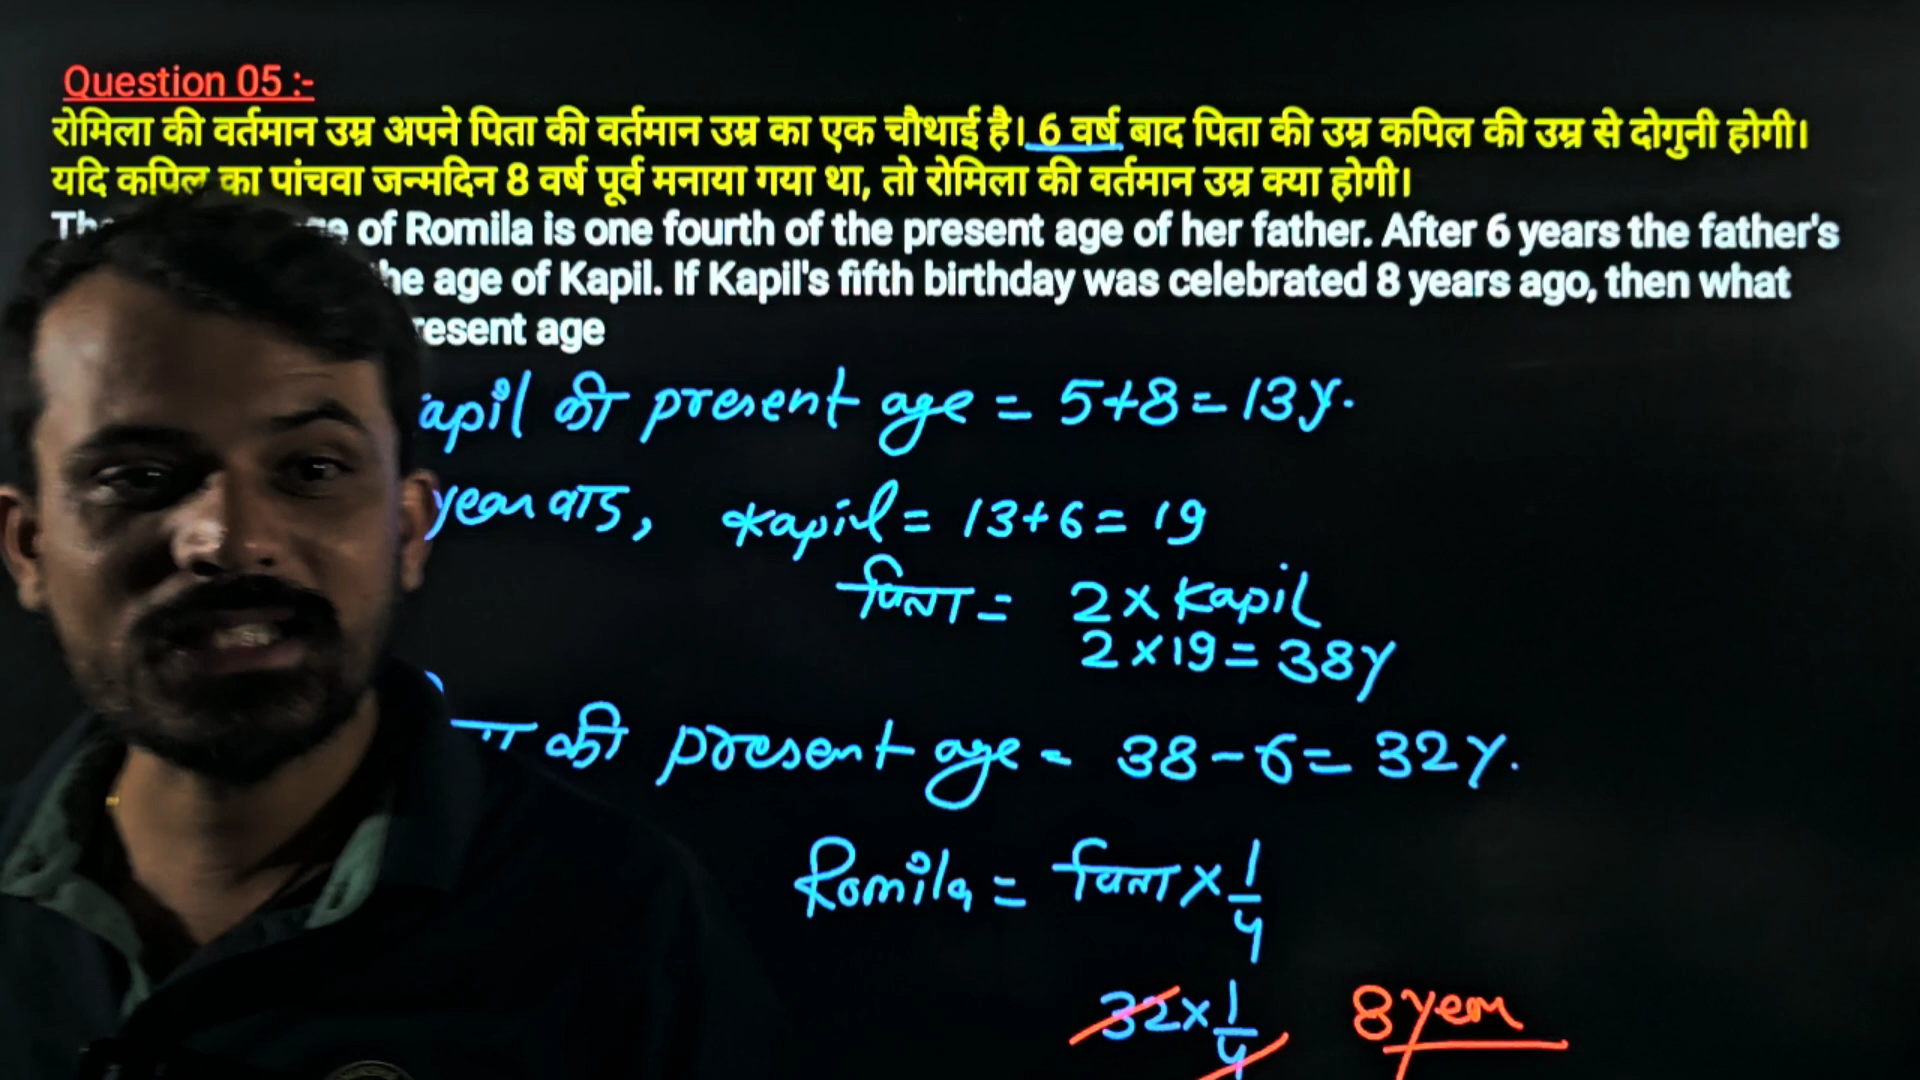 Question 05 :-
रोमिला की वर्तमान उम्र अपने पिता की वर्तमान उम्र का एक चौथाई है। 6 वर्ष बाद पिता की उम्र कपिल की उम्र से दोगुनी होगी।
यदि कपिल का पांचवा जन्मदिन 8 वर्ष पूर्व मनाया गया था, तो रोमिला की वर्तमान उम्र क्या होगी।
of Romila is one fourth of the present age of her father. After 6 years the father's
age of Kapil. If Kapil's fifth birthday was celebrated 8 years ago, then what
age
की present age = 5+8 = 13y.
year बाद, Kapil = 13+6 = 19
पिता = 2 × Kapil
2 × 19 = 38y
की present age = 38 - 6 = 32y.
Romila = पिता × 1/4
32 × 1/4 8 year